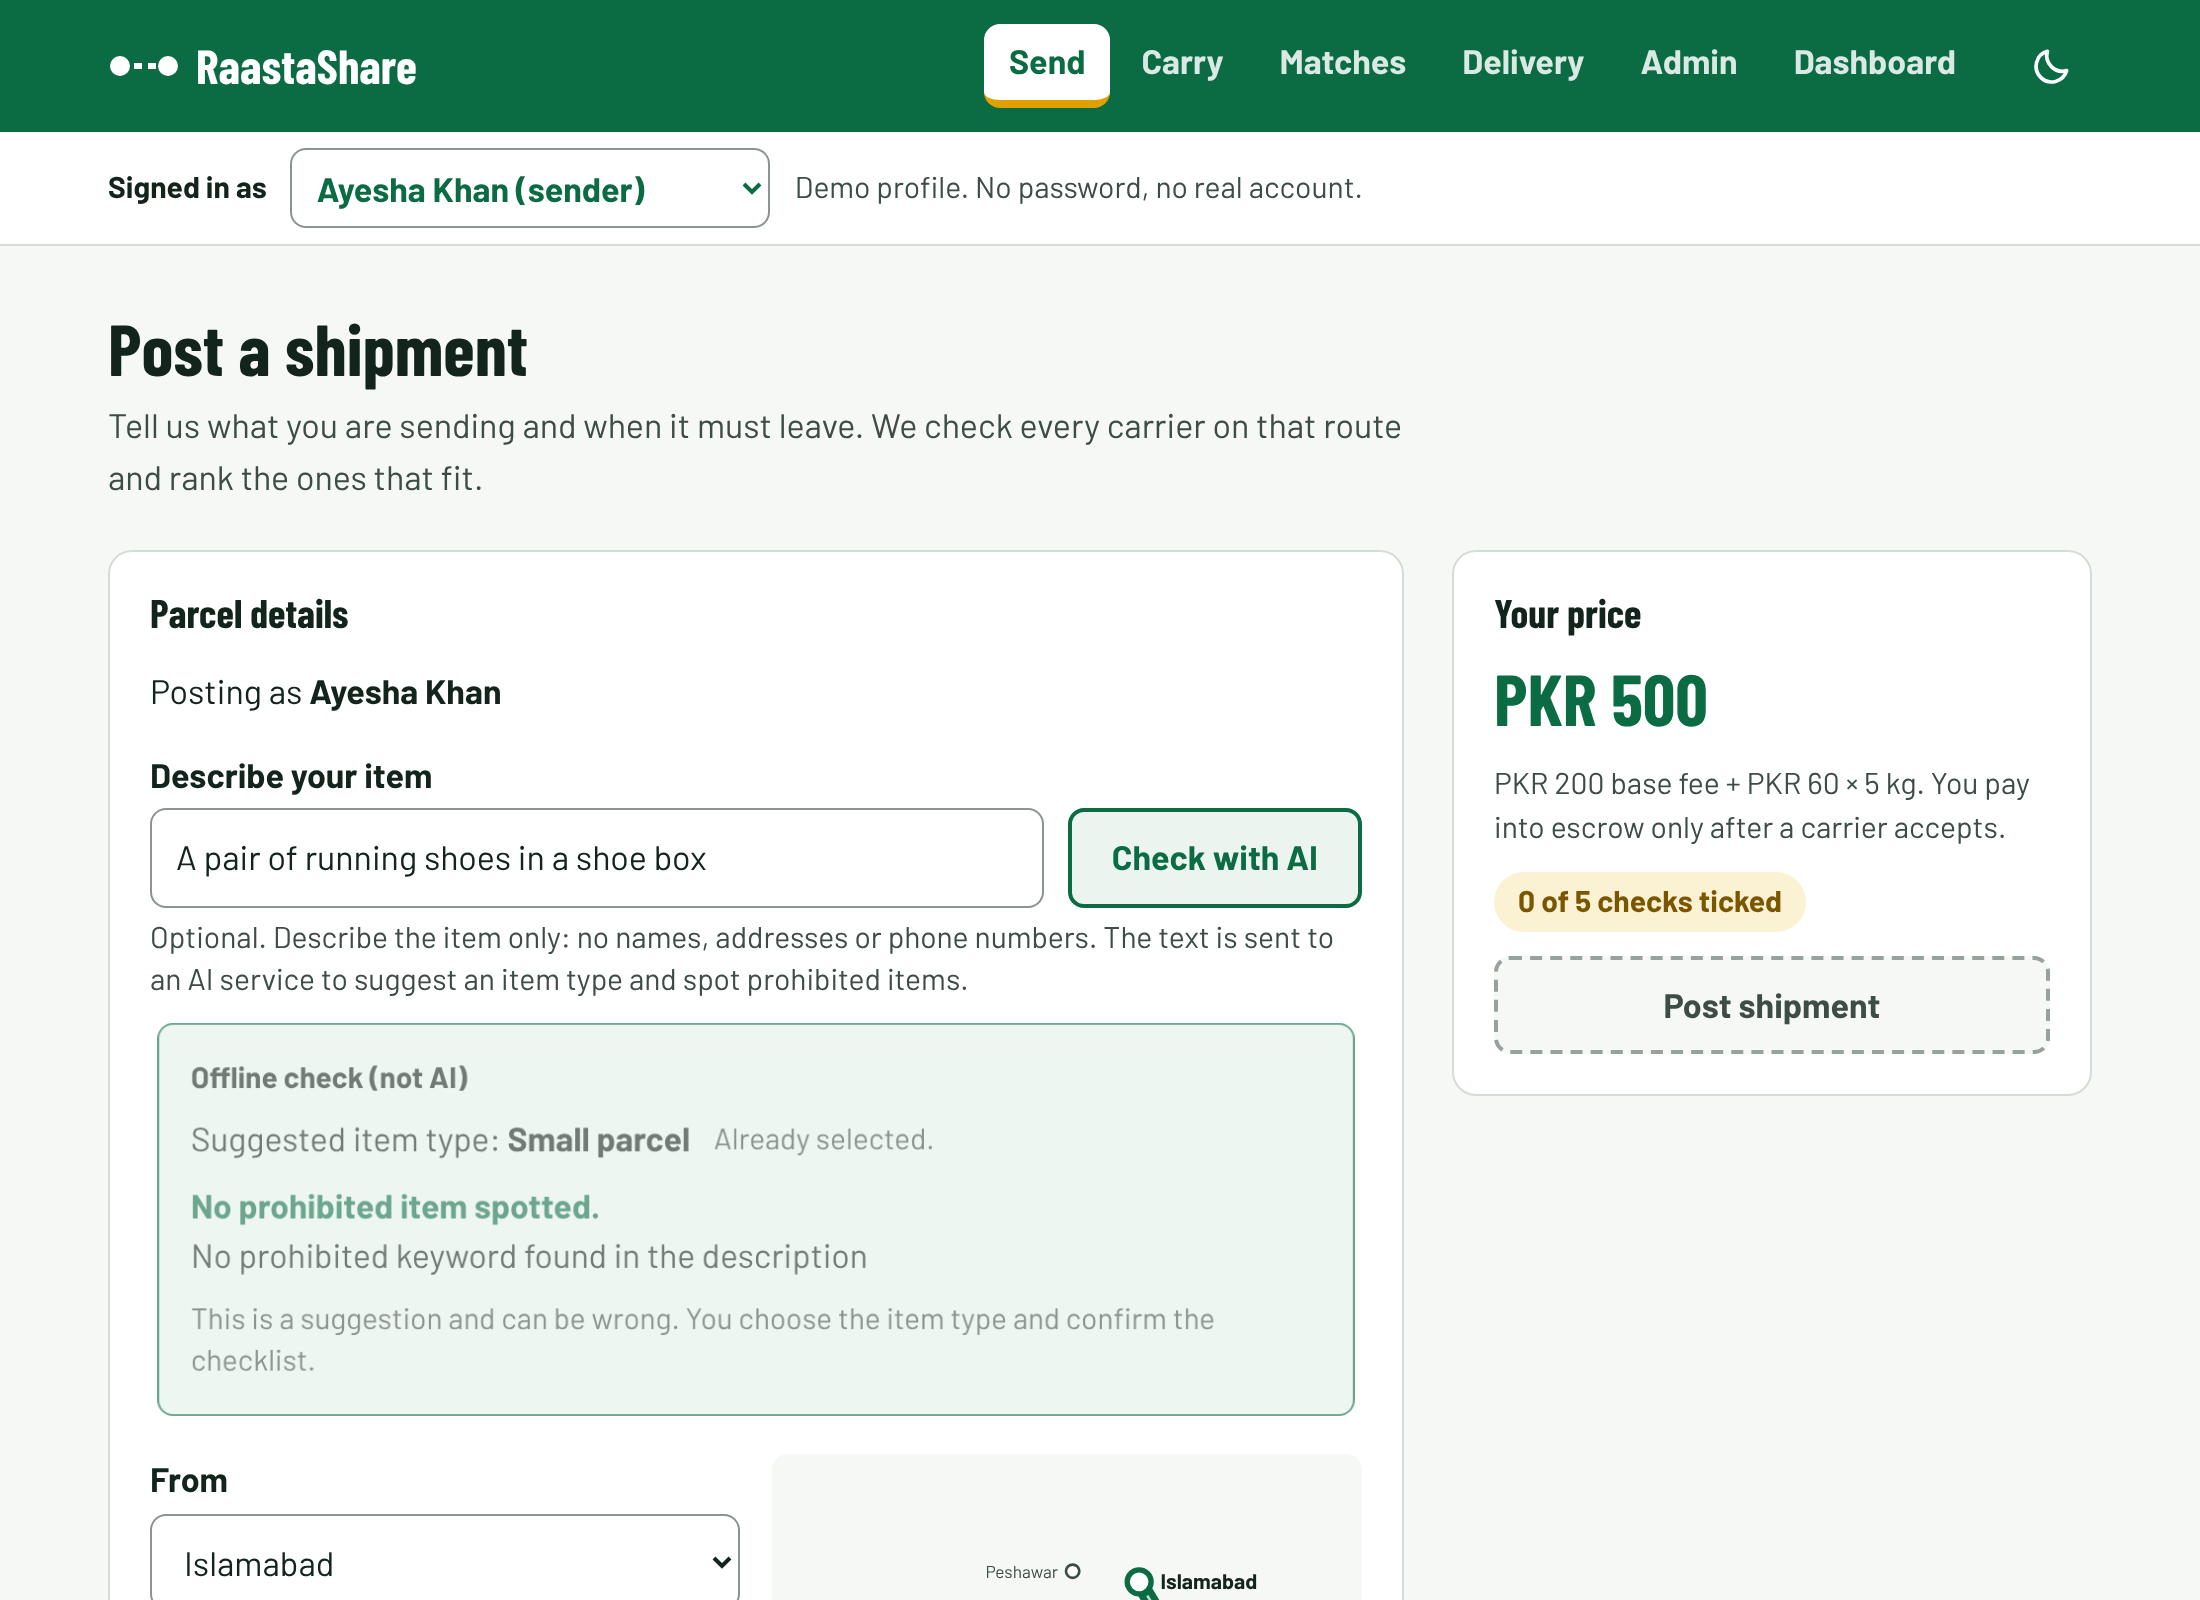 RaastaShare
Send
Carry
Matches
Delivery
Admin
Dashboard
Signed in as
Ayesha Khan (sender)
Demo profile. No password, no real account.
Post a shipment
Tell us what you are sending and when it must leave. We check every carrier on that route
and rank the ones that fit.
Parcel details
Posting as Ayesha Khan
Describe your item
A pair of running shoes in a shoe box
Check with AI
Optional. Describe the item only: no names, addresses or phone numbers. The text is sent to
an AI service to suggest an item type and spot prohibited items.
Offline check (not AI)
Suggested item type: Small parcel Already selected.
No prohibited item spotted.
No prohibited keyword found in the description
This is a suggestion and can be wrong. You choose the item type and confirm the
checklist.
From
Islamabad
Peshawar
Islamabad
Your price
PKR 500
PKR 200 base fee + PKR 60 × 5 kg. You pay
into escrow only after a carrier accepts.
0 of 5 checks ticked
Post shipment